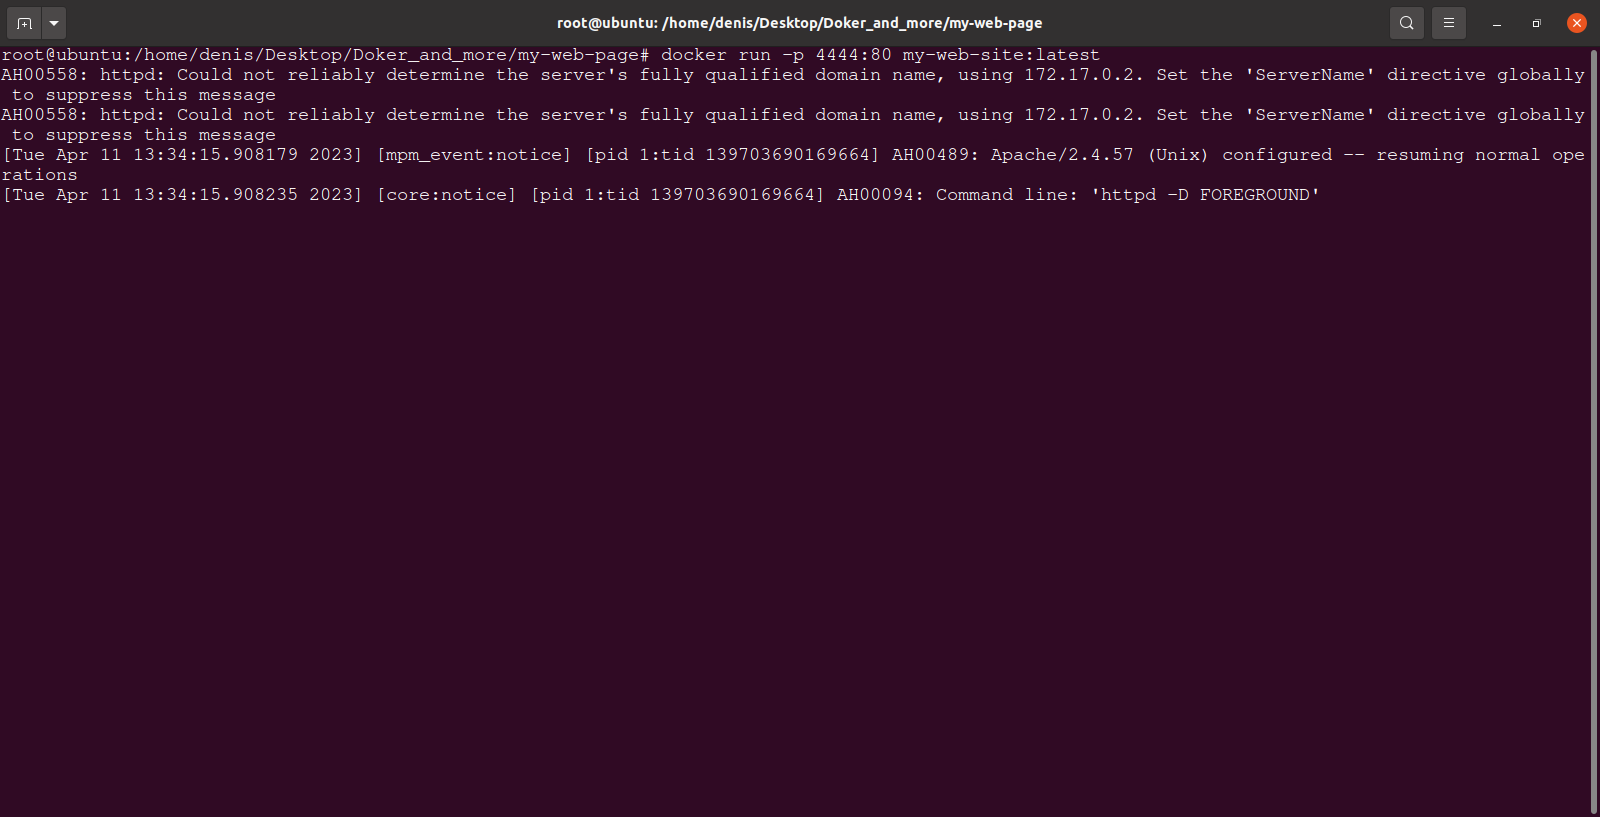 root@ubuntu: /home/denis/Desktop/Doker_and_more/my-web-page
root@ubuntu:/home/denis/Desktop/Doker_and_more/my-web-page# docker run -p 4444:80 my-web-site:latest
AH00558: httpd: Could not reliably determine the server's fully qualified domain name, using 172.17.0.2. Set the 'ServerName' directive globally
 to suppress this message
AH00558: httpd: Could not reliably determine the server's fully qualified domain name, using 172.17.0.2. Set the 'ServerName' directive globally
 to suppress this message
[Tue Apr 11 13:34:15.908179 2023] [mpm_event:notice] [pid 1:tid 139703690169664] AH00489: Apache/2.4.57 (Unix) configured -- resuming normal ope
rations
[Tue Apr 11 13:34:15.908235 2023] [core:notice] [pid 1:tid 139703690169664] AH00094: Command line: 'httpd -D FOREGROUND'